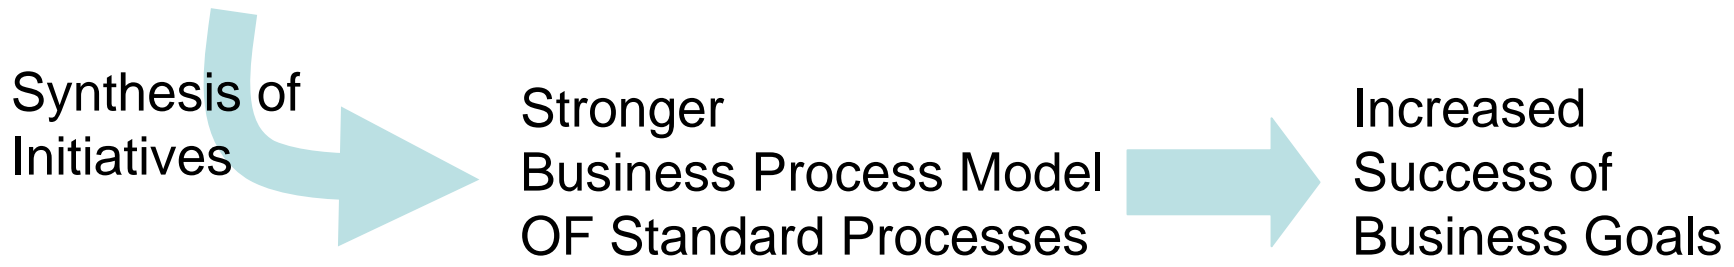 Synthesis of
Initiatives
Stronger
Business Process Model
OF Standard Processes
Increased
Success of
Business Goals